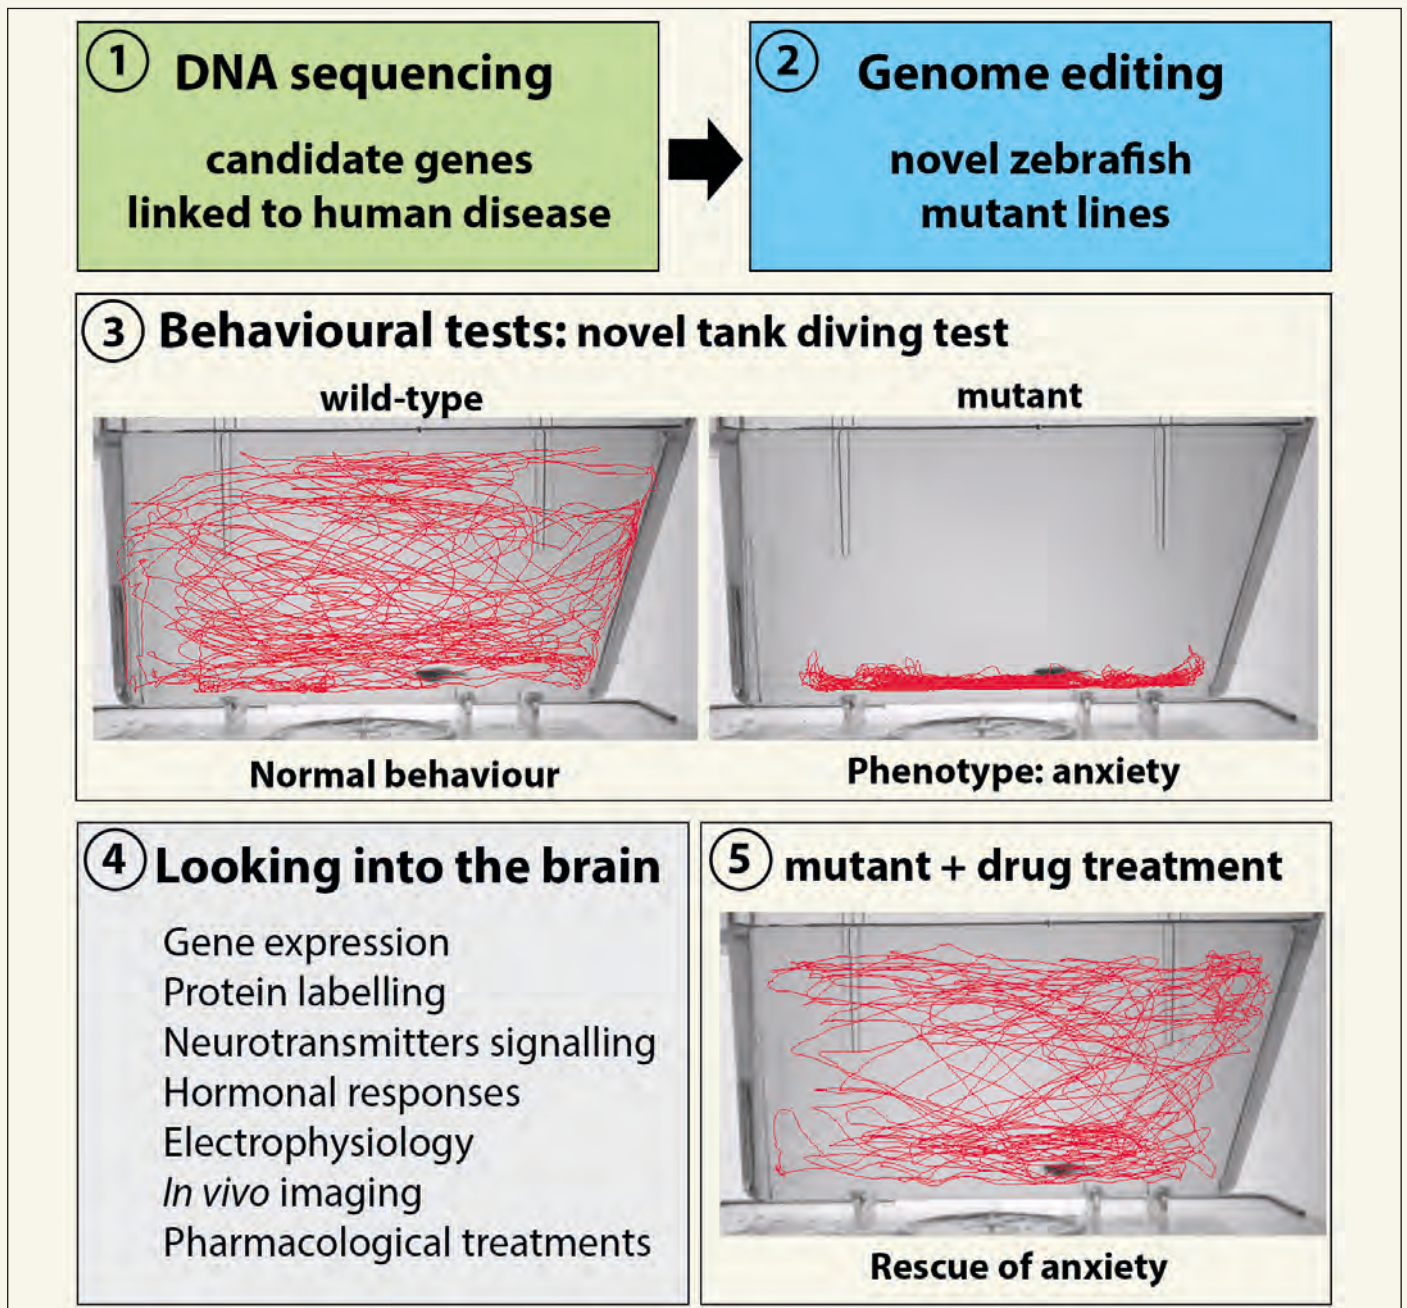 1 DNA sequencing
candidate genes
linked to human disease
2 Genome editing
novel zebrafish
mutant lines
3 Behavioural tests: novel tank diving test
wild-type
mutant
Normal behaviour
Phenotype: anxiety
4 Looking into the brain
Gene expression
Protein labelling
Neurotransmitters signalling
Hormonal responses
Electrophysiology
In vivo imaging
Pharmacological treatments
5 mutant + drug treatment
Rescue of anxiety